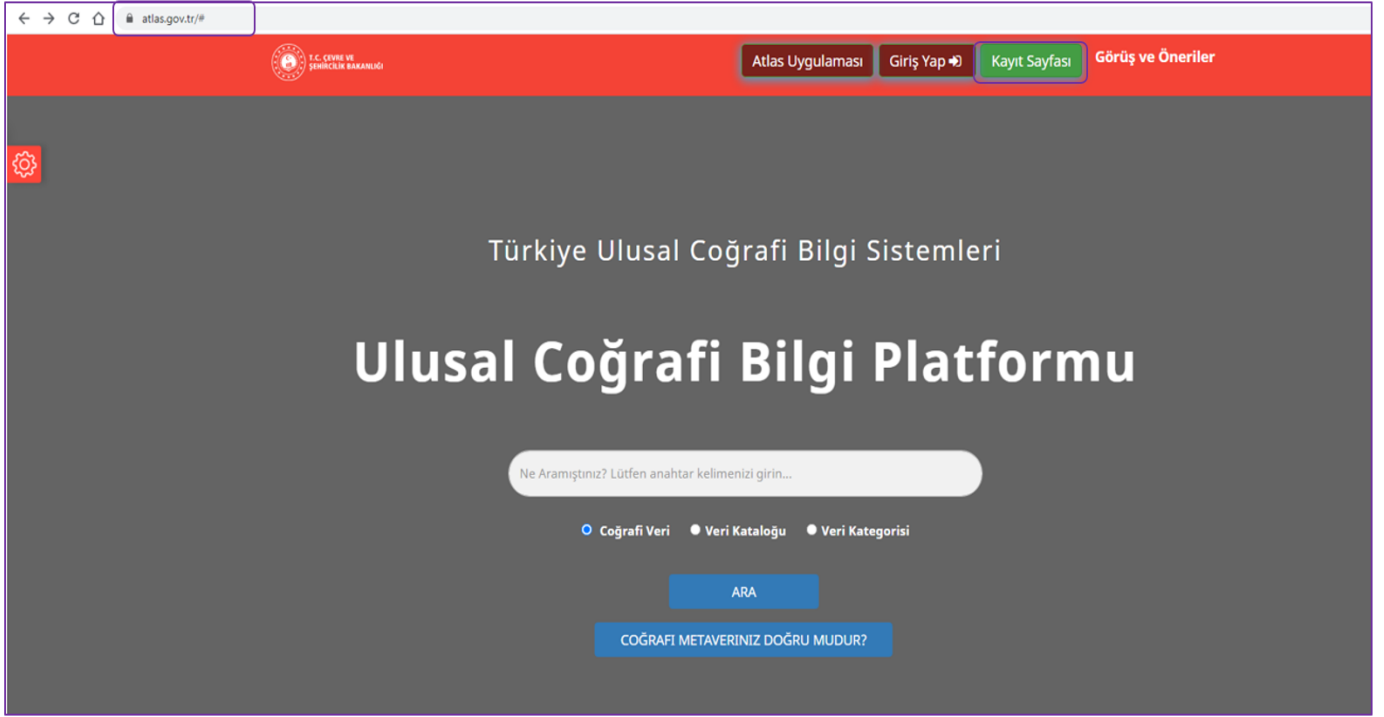 atlas.gov.tr/#
T.C. ÇEVRE VE
ŞEHİRCİLİK BAKANLIĞI
Atlas Uygulaması
Giriş Yap
Kayıt Sayfası
Görüş ve Öneriler
Türkiye Ulusal Coğrafi Bilgi Sistemleri
Ulusal Coğrafi Bilgi Platformu
Ne Aramıştınız? Lütfen anahtar kelimenizi girin...
Coğrafi Veri Veri Kataloğu Veri Kategorisi
ARA
COĞRAFI METAVERINIZ DOĞRU MUDUR?